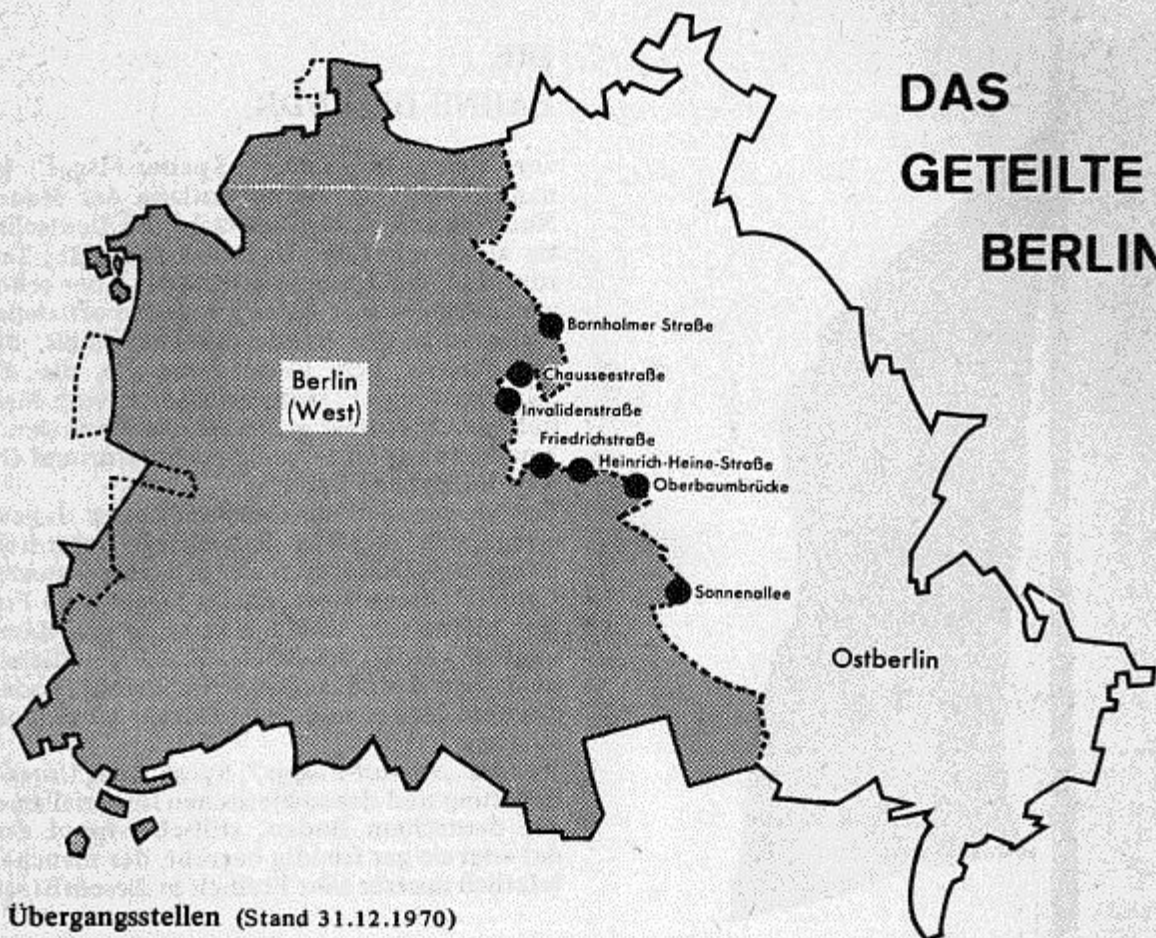 DAS
GETEILTE
BERLIN
Bornholmer Straße
Chausseestraße
Berlin
(West)
Invalidenstraße
Friedrichstraße
Heinrich-Heine-Straße
Oberbaumbrücke
Sonnenallee
Ostberlin
Übergangsstellen (Stand 31.12.1970)